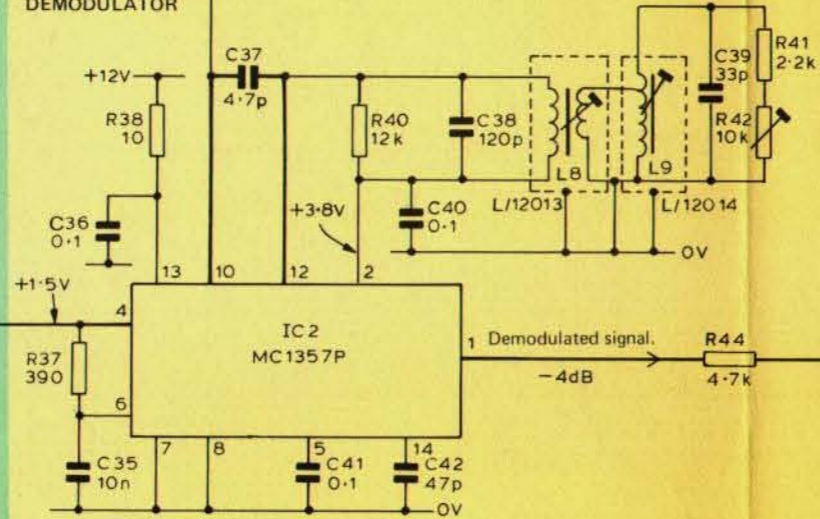 DEMODULATOR
C37
4·7p
+12V
R38
10
R40
12k
C38
120p
L8
L9
C39
33p
R41
2·2k
R42
10k
L/12013
L/12014
C36
0·1
+3·8V
C40
0·1
0V
13
10
12
2
+1·5V
4
IC2
MC1357P
1
Demodulated signal.
-4dB
R44
4·7k
R37
390
6
7
8
5
14
C35
10n
C41
0·1
C42
47p
0V